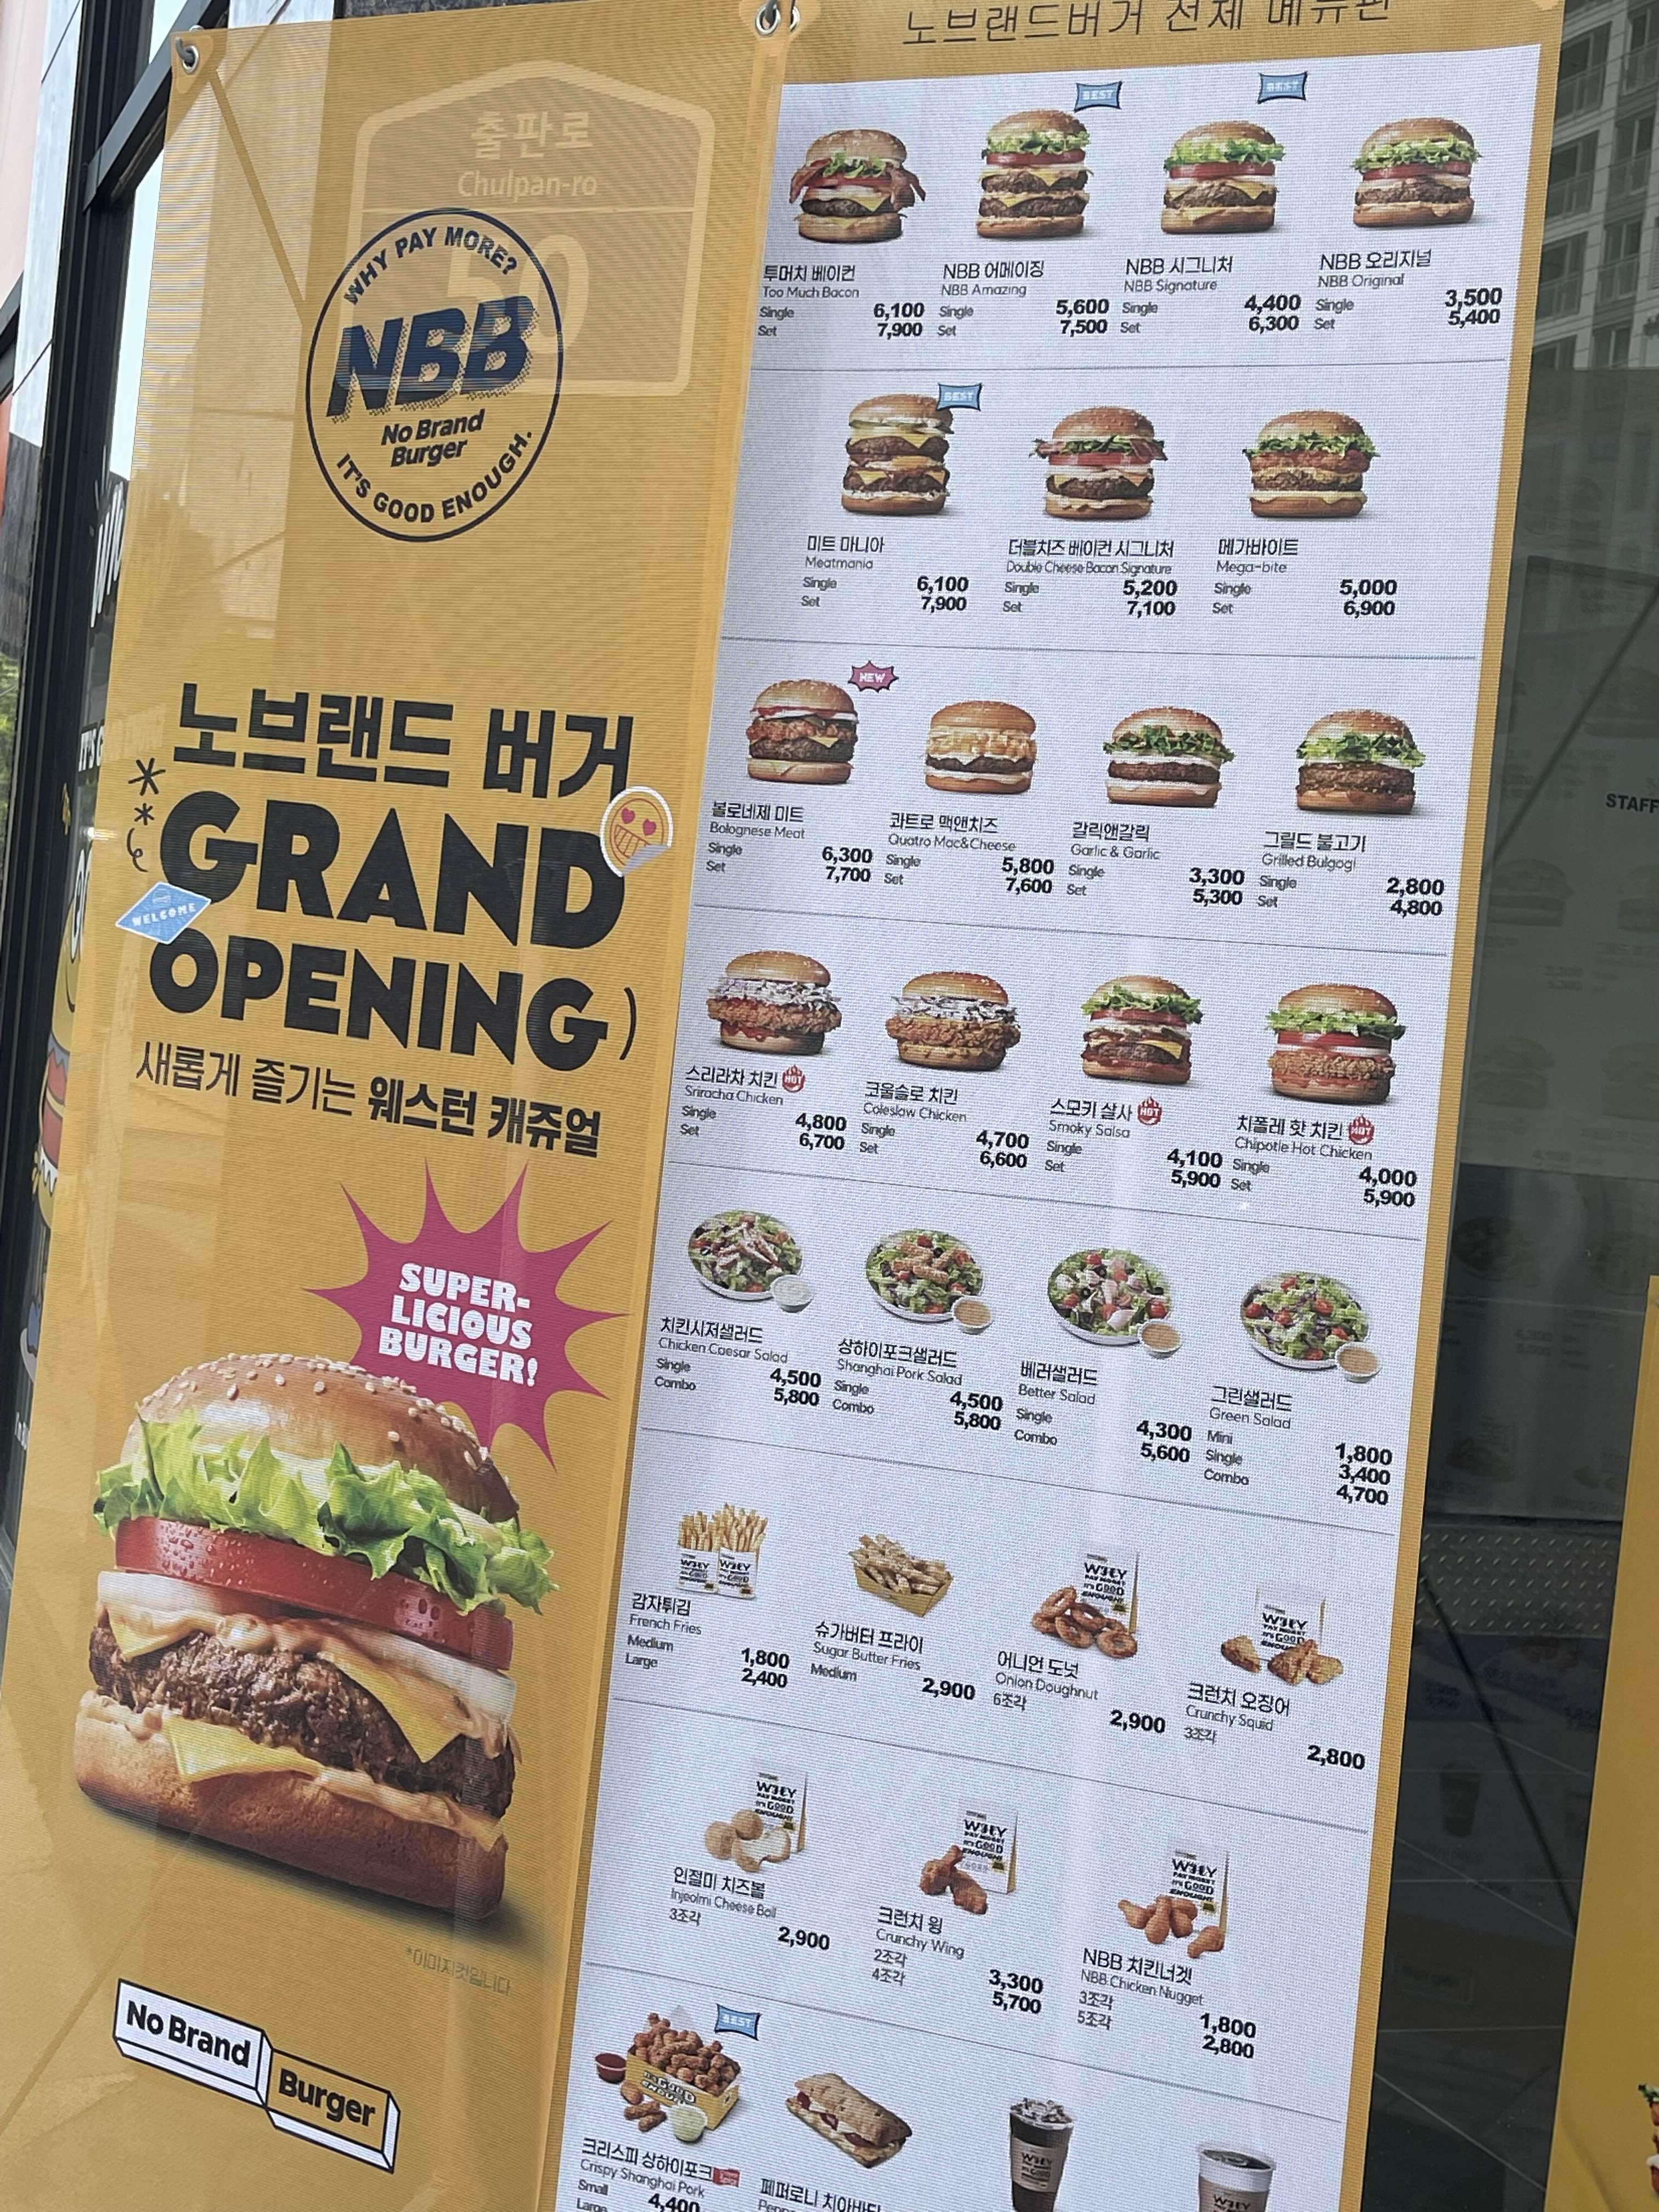 출판로
Chulpan-ro
50
WHY PAY MORE?
NBB
No Brand
Burger
IT'S GOOD ENOUGH.
노브랜드 버거
GRAND
OPENING
WELCOME
새롭게 즐기는 웨스턴 캐쥬얼
SUPER-
LICIOUS
BURGER!
*이미지컷입니다
No Brand
Burger
노브랜드버거 전체 메뉴판
BEST
BEST
투머치 베이컨
Too Much Bacon
Single 6,100
Set 7,900
NBB 어메이징
NBB Amazing
Single 5,600
Set 7,500
NBB 시그니처
NBB Signature
Single 4,400
Set 6,300
NBB 오리지널
NBB Original
Single 3,500
Set 5,400
BEST
미트 마니아
Meatmania
Single 6,100
Set 7,900
더블치즈 베이컨 시그니처
Double Cheese Bacon Signature
Single 5,200
Set 7,100
메가바이트
Mega-bite
Single 5,000
Set 6,900
NEW
볼로네제 미트
Bolognese Meat
Single 6,300
Set 7,700
콰트로 맥앤치즈
Quatro Mac&Cheese
Single 5,800
Set 7,600
갈릭앤갈릭
Garlic & Garlic
Single 3,300
Set 5,300
그릴드 불고기
Grilled Bulgogi
Single 2,800
Set 4,800
스리라차 치킨 HOT
Sriracha Chicken
Single 4,800
Set 6,700
코울슬로 치킨
Coleslaw Chicken
Single 4,700
Set 6,600
스모키 살사 HOT
Smoky Salsa
Single 4,100
Set 5,900
치폴레 핫 치킨 HOT
Chipotle Hot Chicken
Single 4,000
Set 5,900
치킨시저샐러드
Chicken Caesar Salad
Single 4,500
Combo 5,800
상하이포크샐러드
Shanghai Pork Salad
Single 4,500
Combo 5,800
베러샐러드
Better Salad
Single 4,300
Combo 5,600
그린샐러드
Green Salad
Mini 1,800
Single 3,400
Combo 4,700
감자튀김
French Fries
Medium 1,800
Large 2,400
슈가버터 프라이
Sugar Butter Fries
Medium 2,900
어니언 도넛
Onion Doughnut
6조각 2,900
크런치 오징어
Crunchy Squid
3조각 2,800
인절미 치즈볼
Injeolmi Cheese Ball
3조각 2,900
크런치 윙
Crunchy Wing
2조각 3,300
4조각 5,700
NBB 치킨너겟
NBB Chicken Nugget
3조각 1,800
5조각 2,800
BEST
크리스피 상하이포크
Crispy Shanghai Pork
Small 4,400
Large
페퍼로니 치아바타
STAFF